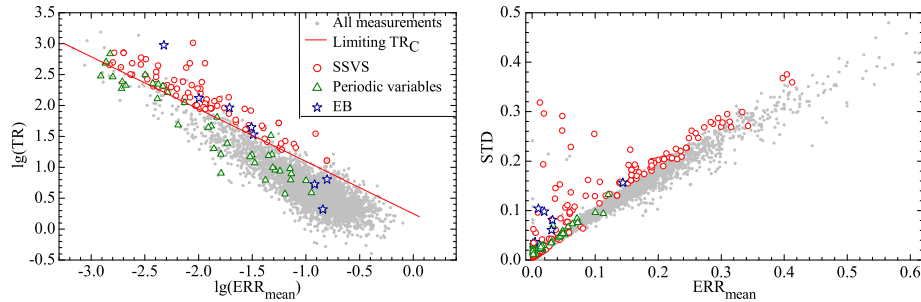 3.5
3.0
2.5
2.0
1.5
1.0
0.5
0.0
-0.5
lg(TR)
-3.0 -2.5 -2.0 -1.5 -1.0 -0.5 0.0
lg(ERR_mean)
All measurements
Limiting TR_C
SSVS
Periodic variables
EB
0.5
0.4
0.3
0.2
0.1
0.0
STD
0.0 0.1 0.2 0.3 0.4 0.5 0.6
ERR_mean